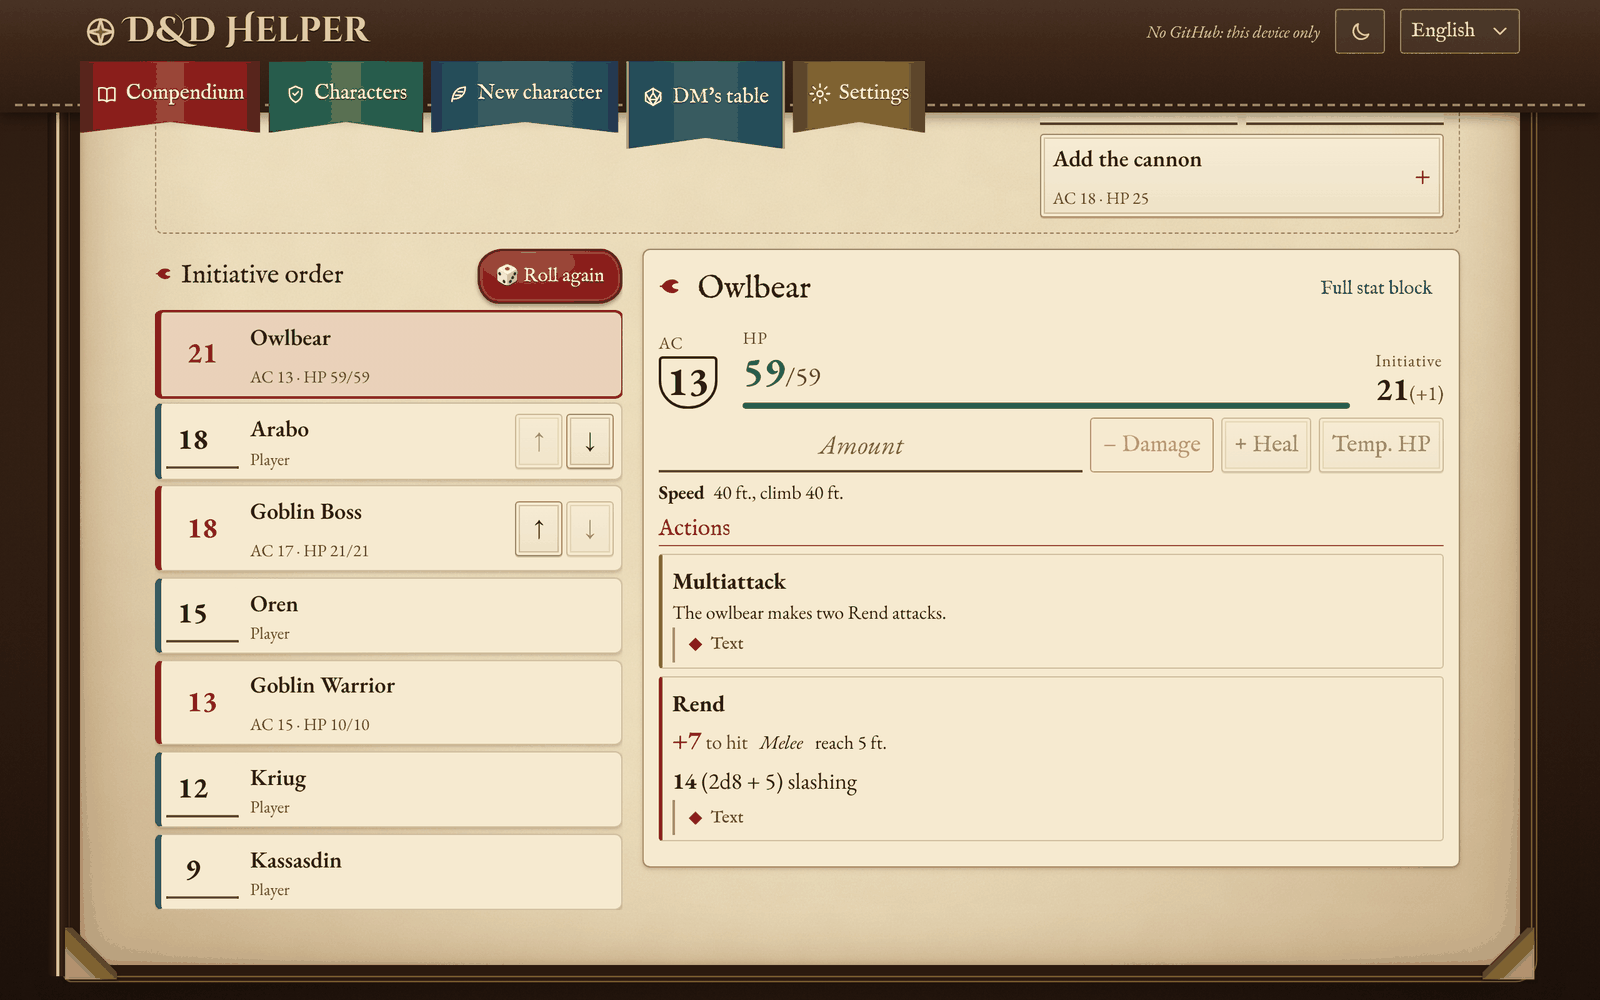 D&D Helper
No GitHub: this device only
English
Compendium
Characters
New character
DM's table
Settings
Add the cannon
+
AC 18 · HP 25
Initiative order
Roll again
21
Owlbear
AC 13 · HP 59/59
18
Arabo
Player
↑
↓
18
Goblin Boss
AC 17 · HP 21/21
↑
↓
15
Oren
Player
13
Goblin Warrior
AC 15 · HP 10/10
12
Kriug
Player
9
Kassasdin
Player
Owlbear
Full stat block
AC
13
HP
59/59
Initiative
21(+1)
Amount
– Damage
+ Heal
Temp. HP
Speed 40 ft., climb 40 ft.
Actions
Multiattack
The owlbear makes two Rend attacks.
Text
Rend
+7 to hit Melee reach 5 ft.
14 (2d8 + 5) slashing
Text